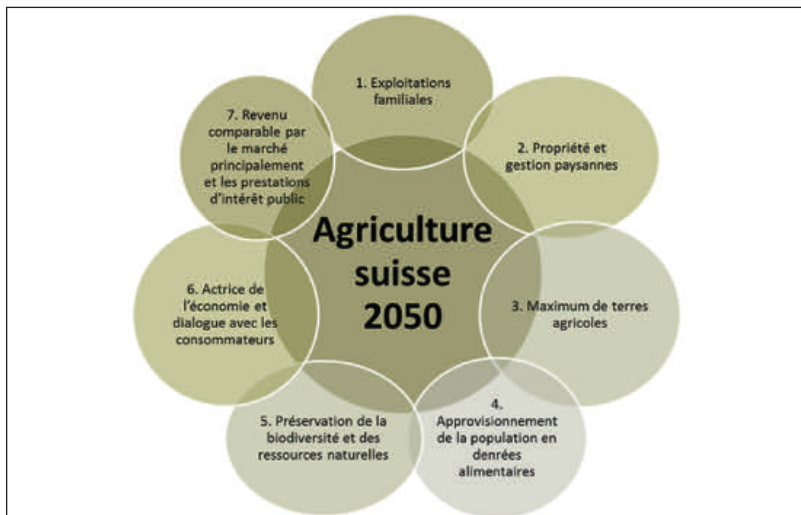 1. Exploitations
familiales
2. Propriété et
gestion paysannes
3. Maximum de terres
agricoles
4.
Approvisionnement
de la population en
denrées
alimentaires
5. Préservation de la
biodiversité et des
ressources naturelles
6. Actrice de
l'économie et
dialogue avec les
consommateurs
7. Revenu
comparable par
le marché
principalement
et les prestations
d'intérêt public
Agriculture
suisse
2050